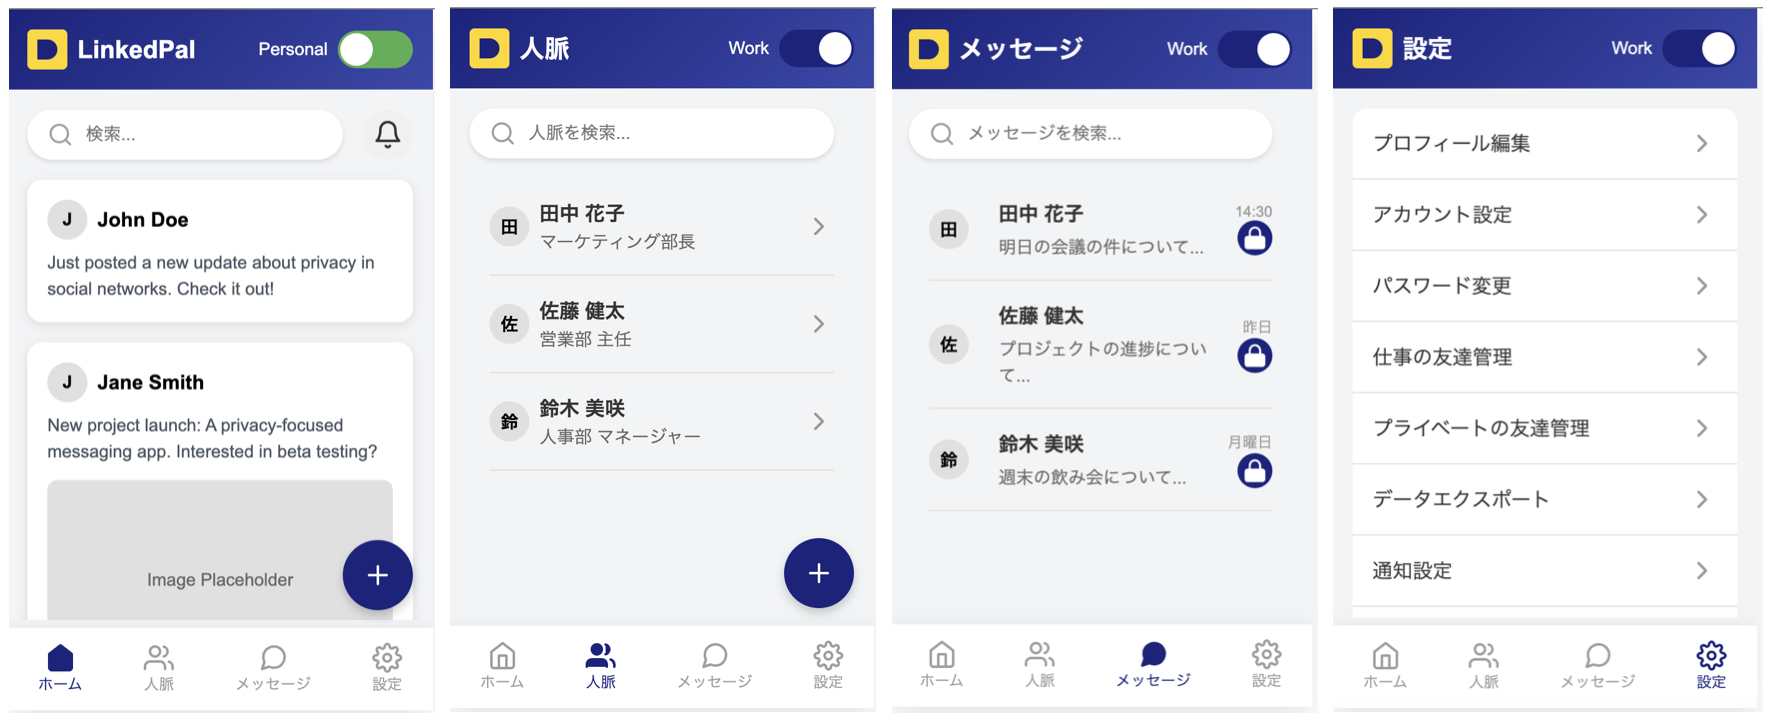 D LinkedPal Personal
検索...
J John Doe
Just posted a new update about privacy in
social networks. Check it out!
J Jane Smith
New project launch: A privacy-focused
messaging app. Interested in beta testing?
Image Placeholder
+
ホーム 人脈 メッセージ 設定
D 人脈 Work
人脈を検索...
田 田中 花子
マーケティング部長
佐 佐藤 健太
営業部 主任
鈴 鈴木 美咲
人事部 マネージャー
+
ホーム 人脈 メッセージ 設定
D メッセージ Work
メッセージを検索...
田 田中 花子 14:30
明日の会議の件について...
佐 佐藤 健太 昨日
プロジェクトの進捗につい
て...
鈴 鈴木 美咲 月曜日
週末の飲み会について...
ホーム 人脈 メッセージ 設定
D 設定 Work
プロフィール編集
アカウント設定
パスワード変更
仕事の友達管理
プライベートの友達管理
データエクスポート
通知設定
ホーム 人脈 メッセージ 設定